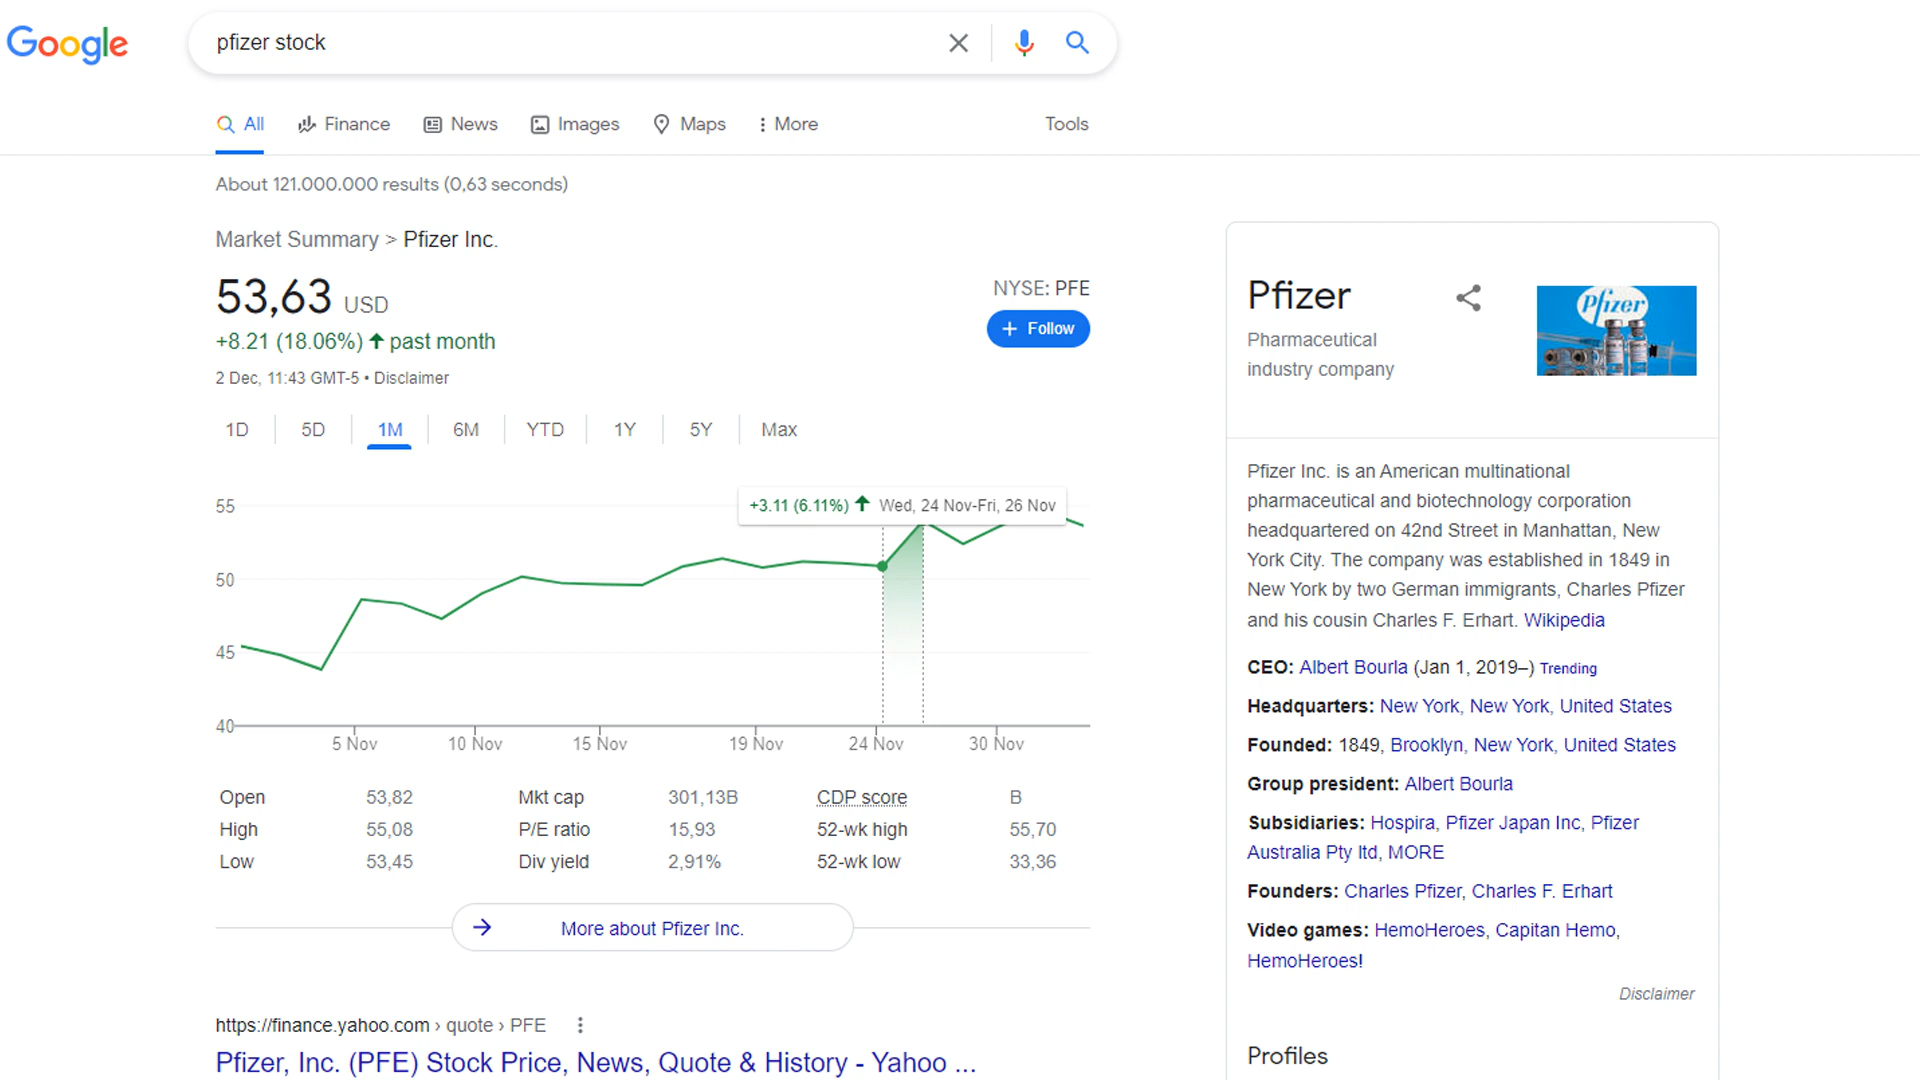 Google
pfizer stock
All
Finance
News
Images
Maps
More
Tools
About 121.000.000 results (0,63 seconds)
Market Summary > Pfizer Inc.
53,63 USD
+8.21 (18.06%) past month
2 Dec, 11:43 GMT-5 • Disclaimer
NYSE: PFE
+ Follow
1D
5D
1M
6M
YTD
1Y
5Y
Max
+3.11 (6.11%) Wed, 24 Nov-Fri, 26 Nov
55
50
45
40
5 Nov
10 Nov
15 Nov
19 Nov
24 Nov
30 Nov
Open 53,82 Mkt cap 301,13B CDP score B
High 55,08 P/E ratio 15,93 52-wk high 55,70
Low 53,45 Div yield 2,91% 52-wk low 33,36
More about Pfizer Inc.
https://finance.yahoo.com › quote › PFE
Pfizer, Inc. (PFE) Stock Price, News, Quote & History - Yahoo ...
Pfizer
Pharmaceutical
industry company
Pfizer
Pfizer Inc. is an American multinational
pharmaceutical and biotechnology corporation
headquartered on 42nd Street in Manhattan, New
York City. The company was established in 1849 in
New York by two German immigrants, Charles Pfizer
and his cousin Charles F. Erhart. Wikipedia
CEO: Albert Bourla (Jan 1, 2019–) Trending
Headquarters: New York, New York, United States
Founded: 1849, Brooklyn, New York, United States
Group president: Albert Bourla
Subsidiaries: Hospira, Pfizer Japan Inc, Pfizer
Australia Pty ltd, MORE
Founders: Charles Pfizer, Charles F. Erhart
Video games: HemoHeroes, Capitan Hemo,
HemoHeroes!
Disclaimer
Profiles